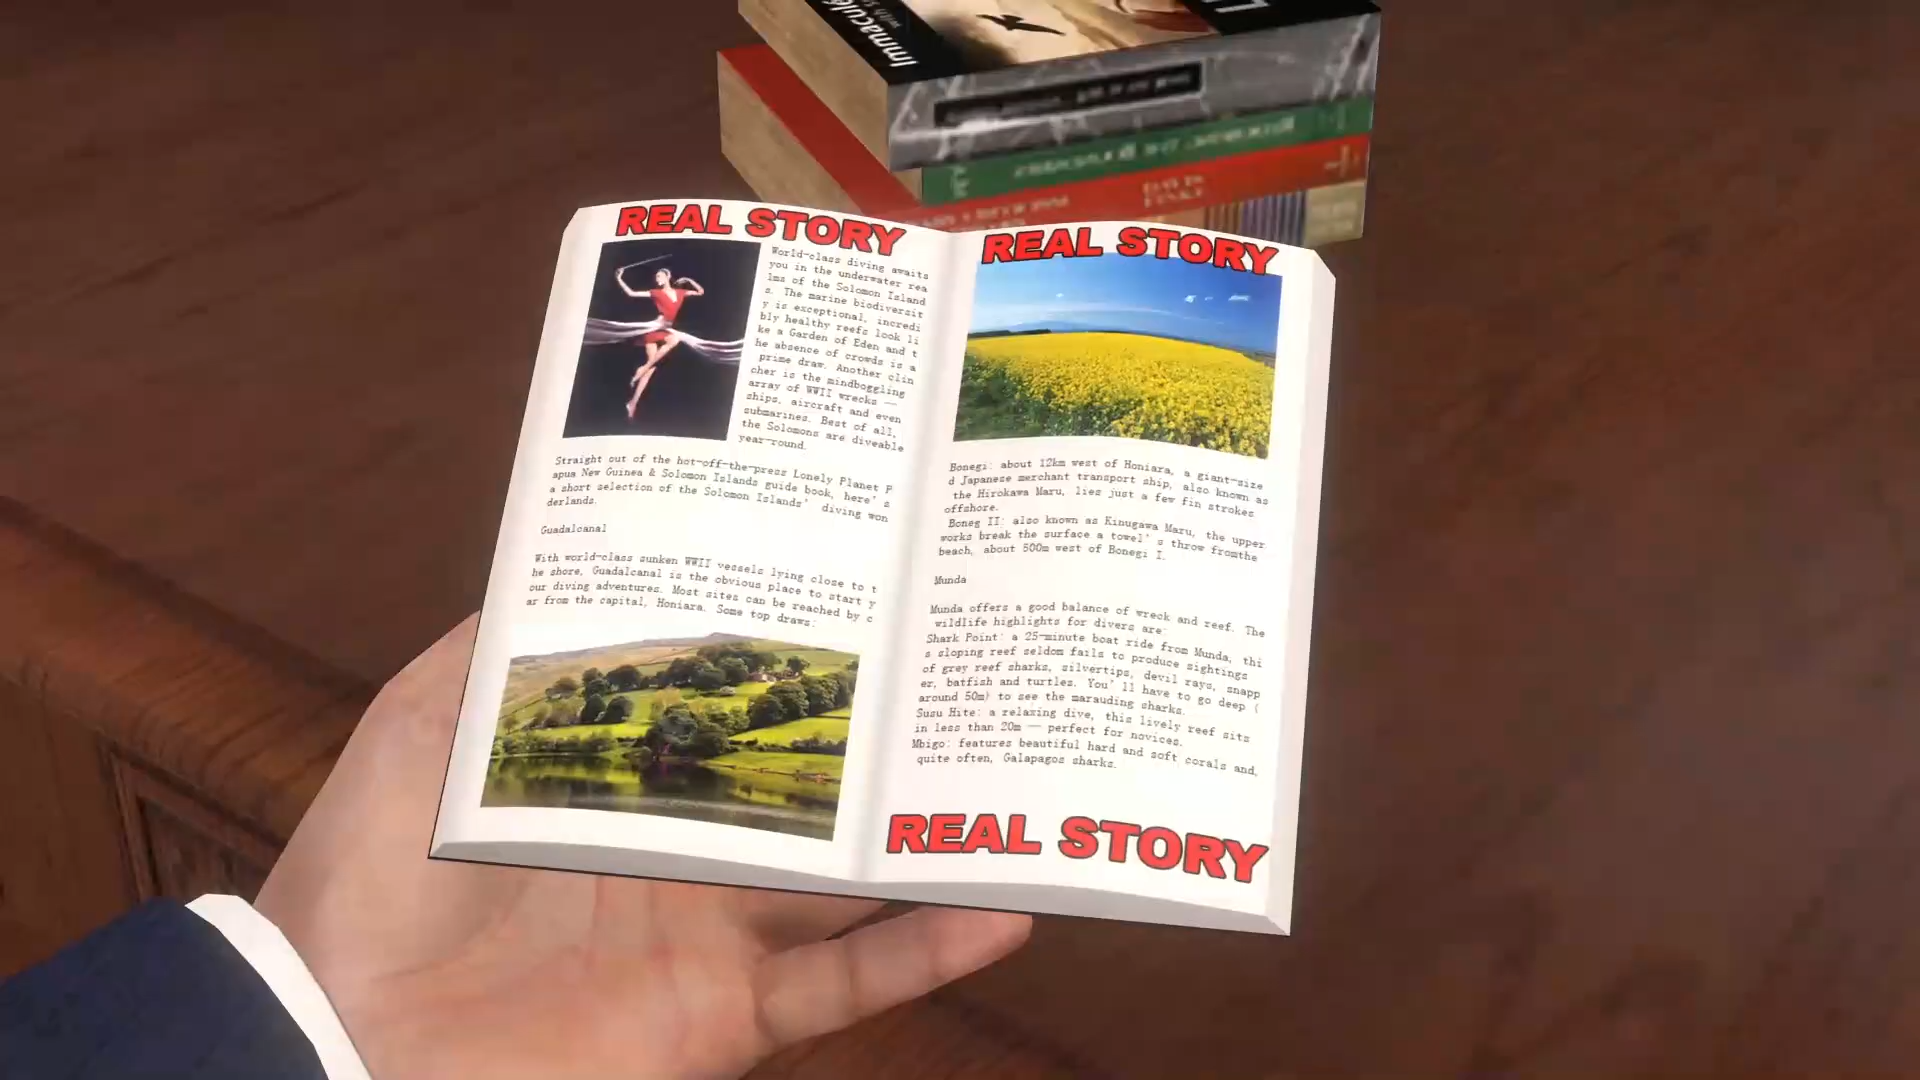 Immaculé
REAL STORY
World-class diving awaits
you in the underwater rea
lms of the Solomon Island
s. The marine biodiversit
y is exceptional, incredi
bly healthy reefs look li
ke a Garden of Eden and t
he absence of crowds is a
prime draw. Another clin
cher is the mindboggling
array of WWII wrecks —
ships, aircraft and even
submarines. Best of all,
the Solomons are diveable
year-round.
Straight out of the hot-off-the-press Lonely Planet P
apua New Guinea & Solomon Islands guide book, here’s
a short selection of the Solomon Islands’ diving won
derlands.
Guadalcanal
With world-class sunken WWII vessels lying close to t
he shore, Guadalcanal is the obvious place to start y
our diving adventures. Most sites can be reached by c
ar from the capital, Honiara. Some top draws:
REAL STORY
Bonegi: about 12km west of Honiara, a giant-size
d Japanese merchant transport ship, also known as
the Hirokawa Maru, lies just a few fin strokes
offshore.
Boneg II: also known as Kinugawa Maru, the upper
works break the surface a towel’s throw fromthe
beach, about 500m west of Bonegi I.
Munda
Munda offers a good balance of wreck and reef. The
wildlife highlights for divers are:
Shark Point: a 25-minute boat ride from Munda, thi
s sloping reef seldom fails to produce sightings
of grey reef sharks, silvertips, devil rays, snapp
er, batfish and turtles. You’ll have to go deep (
around 50m) to see the marauding sharks.
Susu Hite: a relaxing dive, this lively reef sits
in less than 20m — perfect for novices.
Mbigo: features beautiful hard and soft corals and,
quite often, Galapagos sharks.
REAL STORY